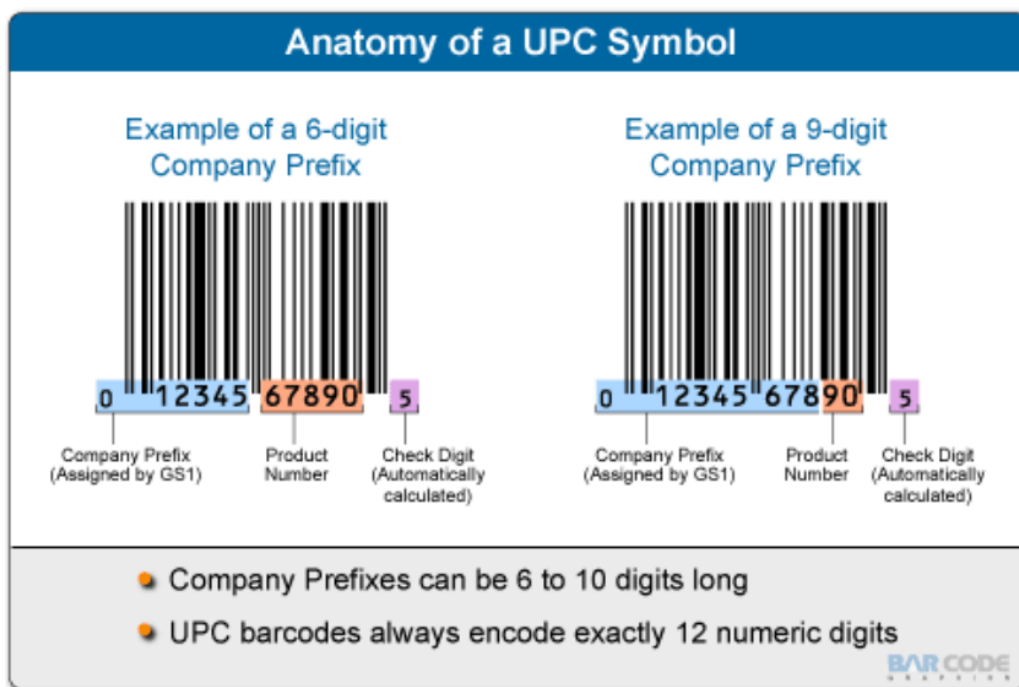 Anatomy of a UPC Symbol
Example of a 6-digit
Company Prefix
0 12345 67890 5
Company Prefix
(Assigned by GS1)
Product
Number
Check Digit
(Automatically
calculated)
Example of a 9-digit
Company Prefix
0 12345 67890 5
Company Prefix
(Assigned by GS1)
Product
Number
Check Digit
(Automatically
calculated)
Company Prefixes can be 6 to 10 digits long
UPC barcodes always encode exactly 12 numeric digits
BAR CODE
GRAPHICS